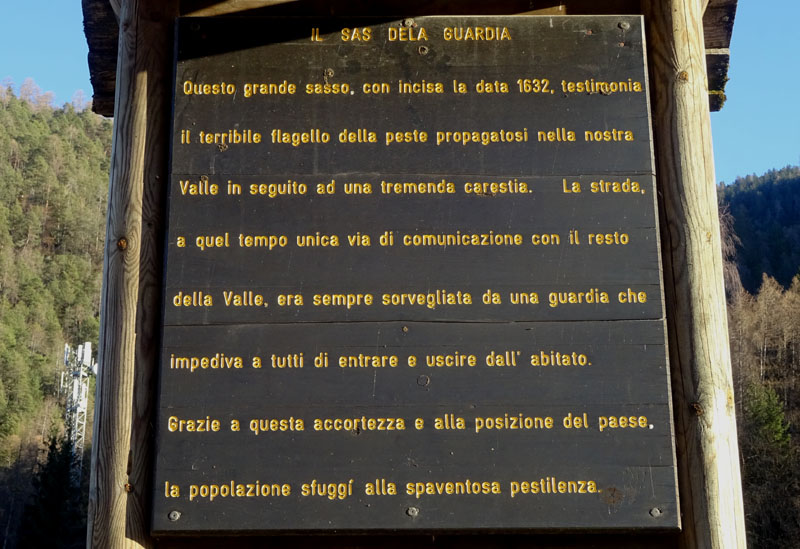 IL SAS DELA GUARDIA
Questo grande sasso, con incisa la data 1632, testimonia
il terribile flagello della peste propagatosi nella nostra
Valle in seguito ad una tremenda carestia. La strada,
a quel tempo unica via di comunicazione con il resto
della Valle, era sempre sorvegliata da una guardia che
impediva a tutti di entrare e uscire dall' abitato.
Grazie a questa accortezza e alla posizione del paese,
la popolazione sfuggí alla spaventosa pestilenza.